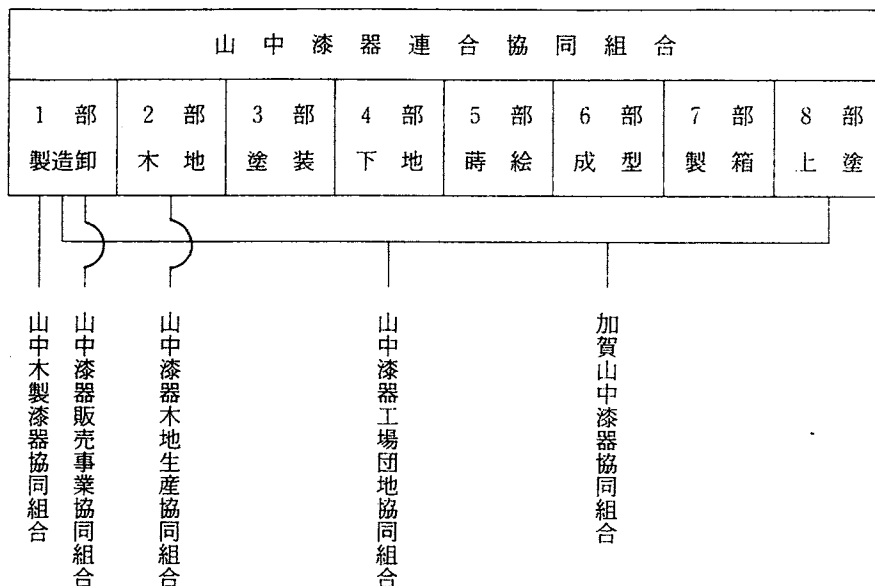 山中漆器連合協同組合
1部 2部 3部 4部 5部 6部 7部 8部
製造卸 木地 塗装 下地 蒔絵 成型 製箱 上塗
山中木製漆器協同組合
山中漆器販売事業協同組合
山中漆器木地生産協同組合
山中漆器工場団地協同組合
加賀山中漆器協同組合